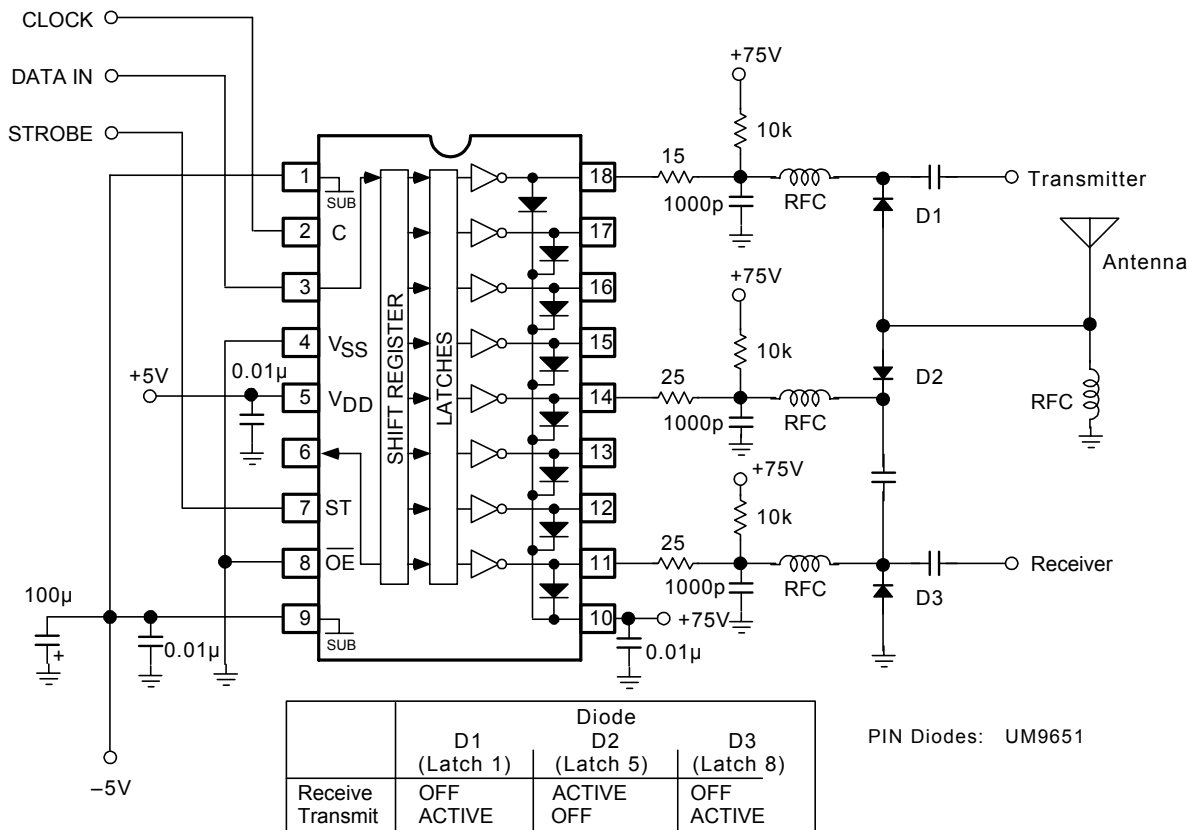 CLOCK
DATA IN
STROBE
+75V
10k
15
1000p
RFC
D1
Transmitter
Antenna
1
SUB
18
2
C
17
3
16
4
VSS
15
+5V
0.01µ
5
VDD
14
6
13
7
ST
12
8
OE
11
9
SUB
10
SHIFT REGISTER
LATCHES
+75V
10k
25
1000p
RFC
D2
RFC
+75V
10k
25
1000p
RFC
D3
Receiver
100µ
+
0.01µ
+75V
0.01µ
–5V
Diode
D1 D2 D3
(Latch 1) (Latch 5) (Latch 8)
Receive OFF ACTIVE OFF
Transmit ACTIVE OFF ACTIVE
PIN Diodes: UM9651